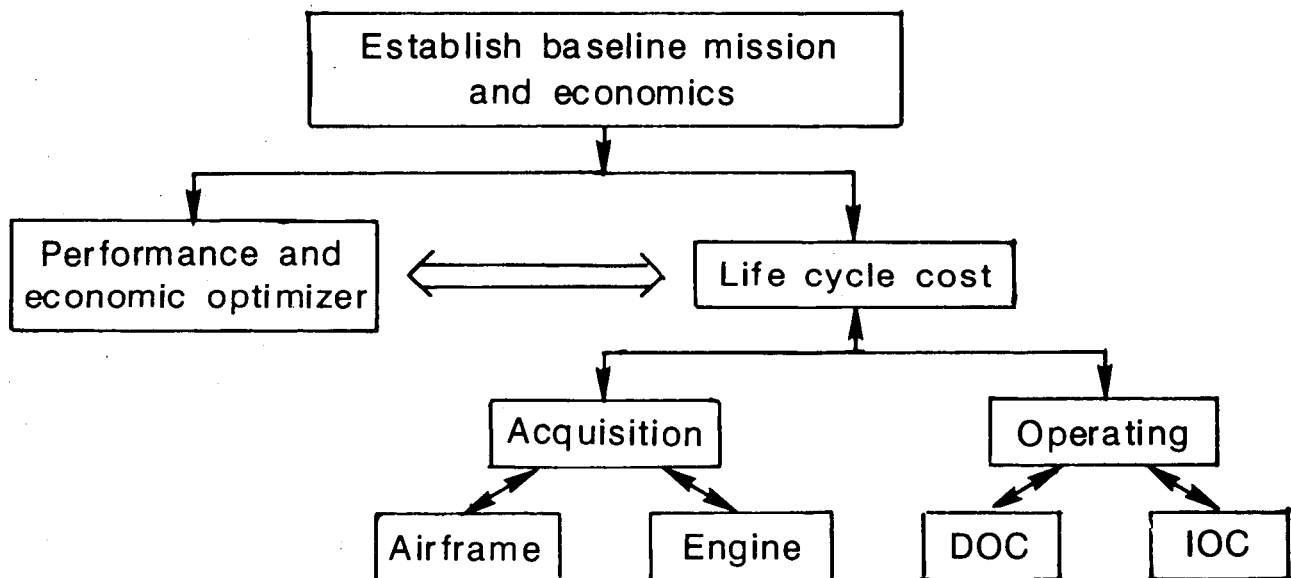 Establish baseline mission
and economics
Performance and
economic optimizer
Life cycle cost
Acquisition
Operating
Airframe
Engine
DOC
IOC